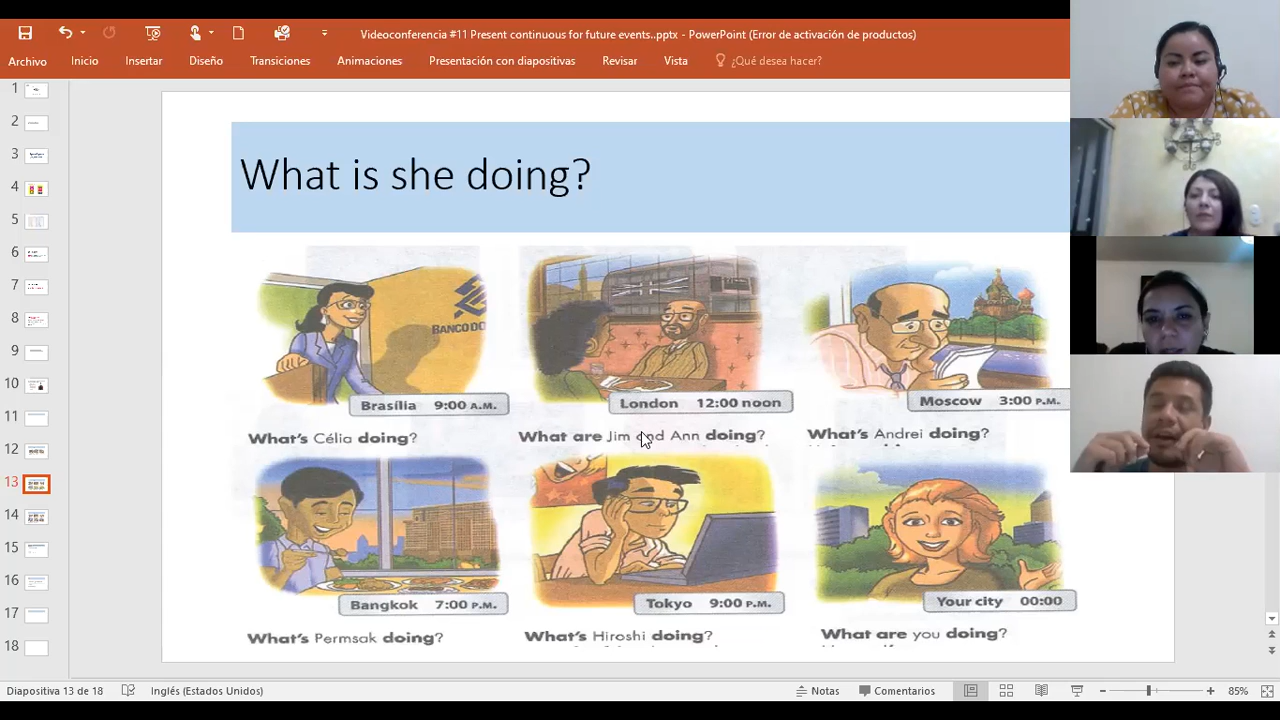 Videoconferencia #11 Present continuous for future events..pptx - PowerPoint (Error de activación de productos)
Archivo Inicio Insertar Diseño Transiciones Animaciones Presentación con diapositivas Revisar Vista ¿Qué desea hacer?
1
2
3
4
5
6
7
8
9
10
11
12
13
14
15
16
17
18
What is she doing?
BANCO DO
Brasília 9:00 A.M.
London 12:00 noon
Moscow 3:00 P.M.
What's Célia doing?
What are Jim and Ann doing?
What's Andrei doing?
Bangkok 7:00 P.M.
Tokyo 9:00 P.M.
Your city 00:00
What's Permsak doing?
What's Hiroshi doing?
What are you doing?
Diapositiva 13 de 18 Inglés (Estados Unidos) Notas Comentarios 85%